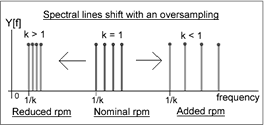 Spectral lines shift with an oversampling
Y[f]
k > 1
k = 1
k < 1
0
1/k
1/k
1/k
frequency
Reduced rpm
Nominal rpm
Added rpm